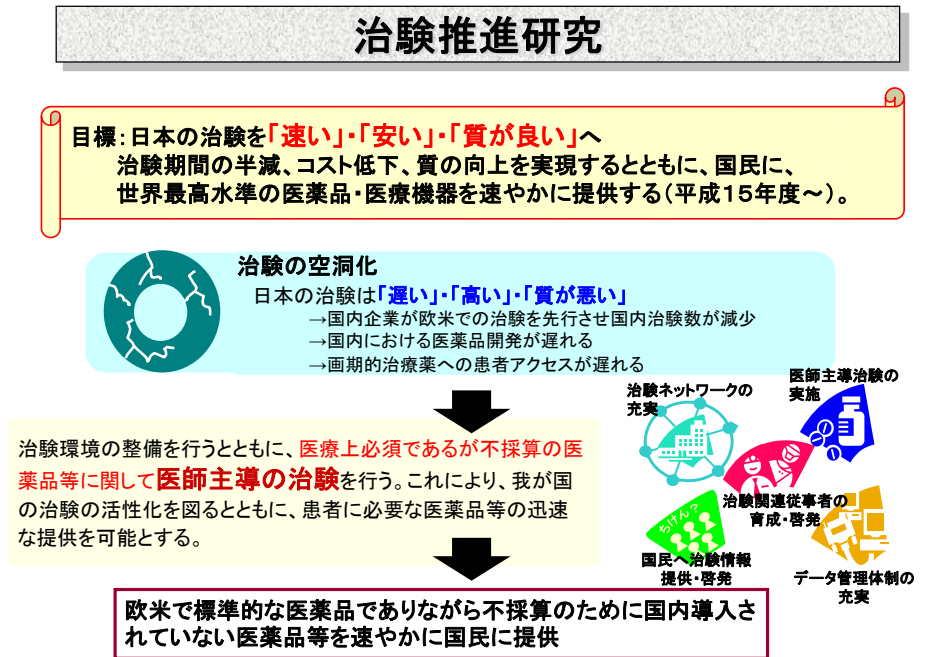 治験推進研究
目標：日本の治験を「速い」・「安い」・「質が良い」へ
治験期間の半減、コスト低下、質の向上を実現するとともに、国民に、
世界最高水準の医薬品・医療機器を速やかに提供する（平成１５年度～）。
治験の空洞化
日本の治験は「遅い」・「高い」・「質が悪い」
→国内企業が欧米での治験を先行させ国内治験数が減少
→国内における医薬品開発が遅れる
→画期的治療薬への患者アクセスが遅れる
治験環境の整備を行うとともに、医療上必須であるが不採算の医
薬品等に関して医師主導の治験を行う。これにより、我が国
の治験の活性化を図るとともに、患者に必要な医薬品等の迅速
な提供を可能とする。
治験ネットワークの
充実
医師主導治験の
実施
治験関連従事者の
育成・啓発
ちけん？
国民へ治験情報
提供・啓発
データ管理体制の
充実
欧米で標準的な医薬品でありながら不採算のために国内導入さ
れていない医薬品等を速やかに国民に提供